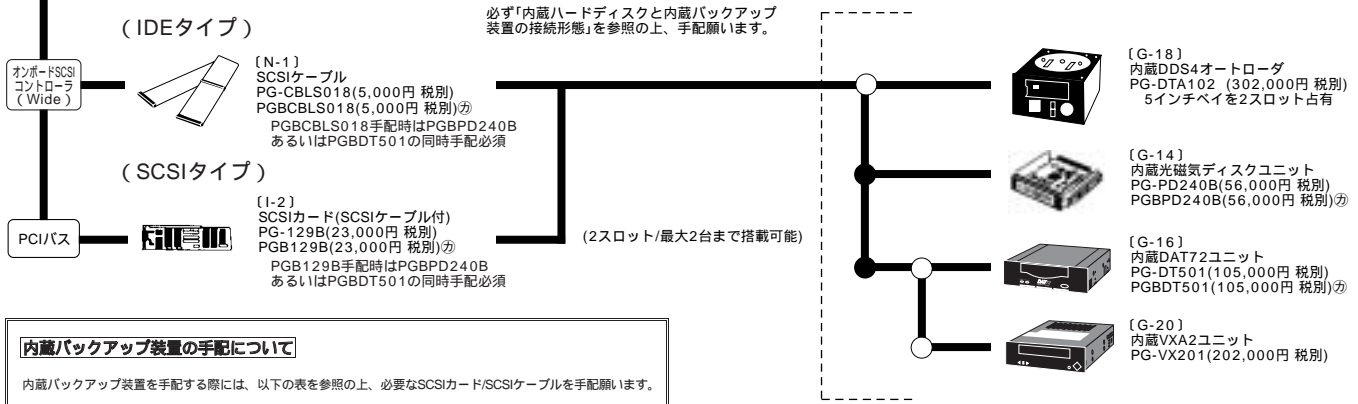 （IDEタイプ）
必ず「内蔵ハードディスクと内蔵バックアップ
装置の接続形態」を参照の上、手配願います。
オンボードSCSI
コントローラ
（Wide）
〔N-1〕
SCSIケーブル
PG-CBLS018(5,000円 税別)
PGBCBLS018(5,000円 税別)㋕
PGBCBLS018手配時はPGBPD240B
あるいはPGBDT501の同時手配必須
（SCSIタイプ）
PCIバス
〔I-2〕
SCSIカード(SCSIケーブル付)
PG-129B(23,000円 税別)
PGB129B(23,000円 税別)㋕
PGB129B手配時はPGBPD240B
あるいはPGBDT501の同時手配必須
(2スロット/最大2台まで搭載可能)
〔G-18〕
内蔵DDS4オートローダ
PG-DTA102 (302,000円 税別)
5インチベイを2スロット占有
〔G-14〕
内蔵光磁気ディスクユニット
PG-PD240B(56,000円 税別)
PGBPD240B(56,000円 税別)㋕
〔G-16〕
内蔵DAT72ユニット
PG-DT501(105,000円 税別)
PGBDT501(105,000円 税別)㋕
〔G-20〕
内蔵VXA2ユニット
PG-VX201(202,000円 税別)
内蔵バックアップ装置の手配について
内蔵バックアップ装置を手配する際には、以下の表を参照の上、必要なSCSIカード/SCSIケーブルを手配願います。